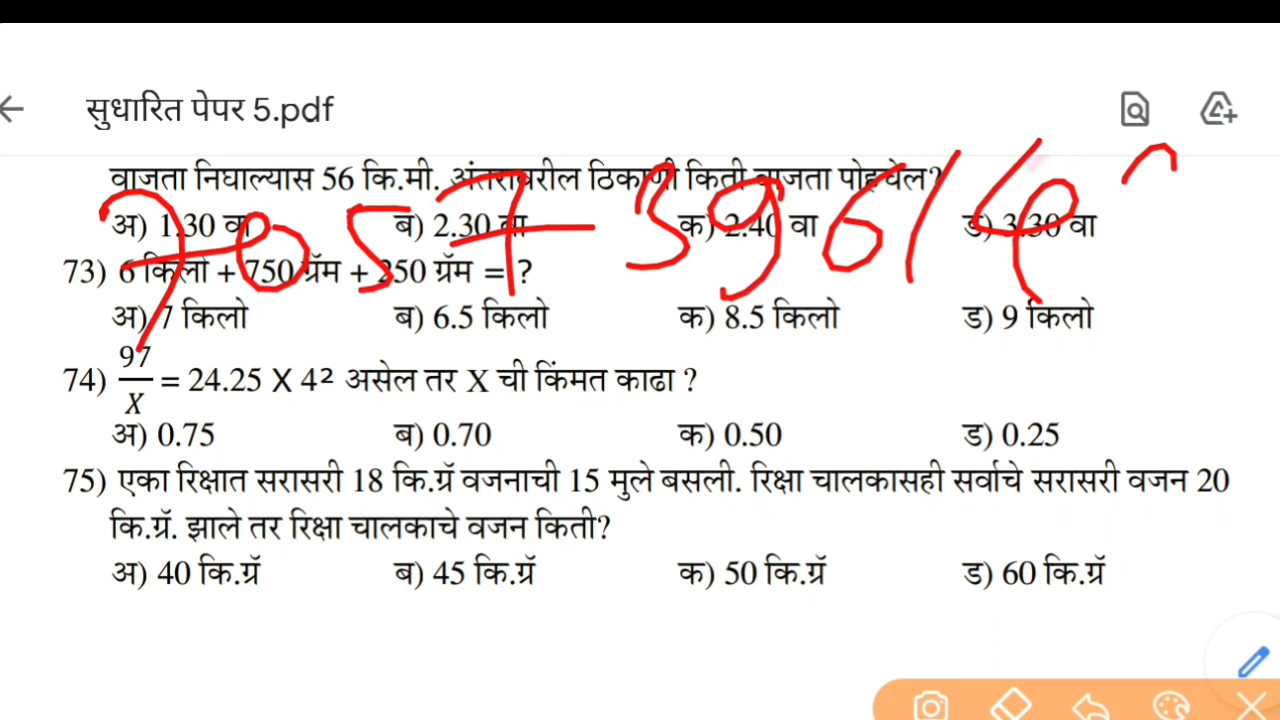 सुधारित पेपर 5.pdf
वाजता निघाल्यास 56 कि.मी. अंतरावरील ठिकाणी किती वाजता पोहचेल?
अ) 1.30 वा ब) 2.30 वा क) 2.40 वा ड) 3.30 वा
73) 6 किलो + 750 ग्रॅम + 250 ग्रॅम = ?
अ) 7 किलो ब) 6.5 किलो क) 8.5 किलो ड) 9 किलो
74) 97/X = 24.25 X 4² असेल तर X ची किंमत काढा ?
अ) 0.75 ब) 0.70 क) 0.50 ड) 0.25
75) एका रिक्षात सरासरी 18 कि.ग्रॅ वजनाची 15 मुले बसली. रिक्षा चालकासही सर्वाचे सरासरी वजन 20
कि.ग्रॅ. झाले तर रिक्षा चालकाचे वजन किती?
अ) 40 कि.ग्रॅ ब) 45 कि.ग्रॅ क) 50 कि.ग्रॅ ड) 60 कि.ग्रॅ